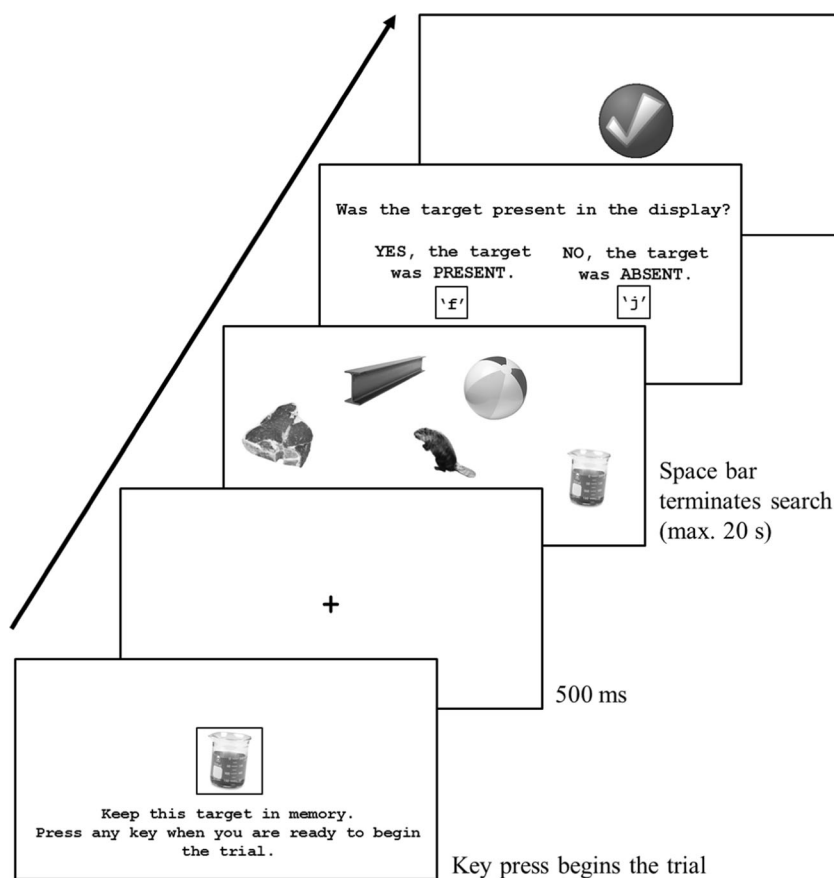 Was the target present in the display?
YES, the target
was PRESENT.
NO, the target
was ABSENT.
‘f’
‘j’
Space bar
terminates search
(max. 20 s)
+
500 ms
Keep this target in memory.
Press any key when you are ready to begin
the trial.
Key press begins the trial